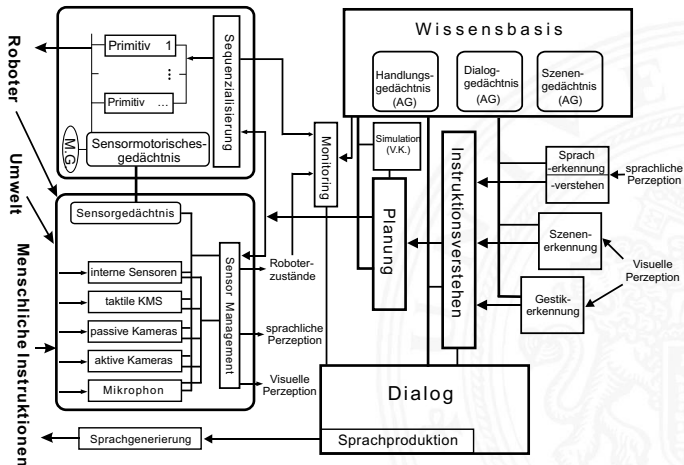 Roboter
Umwelt
Menschliche Instruktionen
Primitiv 1
...
Primitiv ...
Sequenzialisierung
M.G
Sensormotorisches-
gedächtnis
Sensorgedächtnis
interne Sensoren
taktile KMS
passive Kameras
aktive Kameras
Mikrophon
Sensor Management
Roboter-
zustände
sprachliche
Perzeption
Visuelle
Perzeption
Sprachgenerierung
Monitoring
Wissensbasis
Handlungs-
gedächtnis
(AG)
Dialog-
gedächtnis
(AG)
Szenen-
gedächtnis
(AG)
Simulation
(V.K.)
Planung
Instruktionsverstehen
Sprach
-erkennung
-verstehen
sprachliche
Perzeption
Szenen-
erkennung
Visuelle
Perzeption
Gestik-
erkennung
Dialog
Sprachproduktion